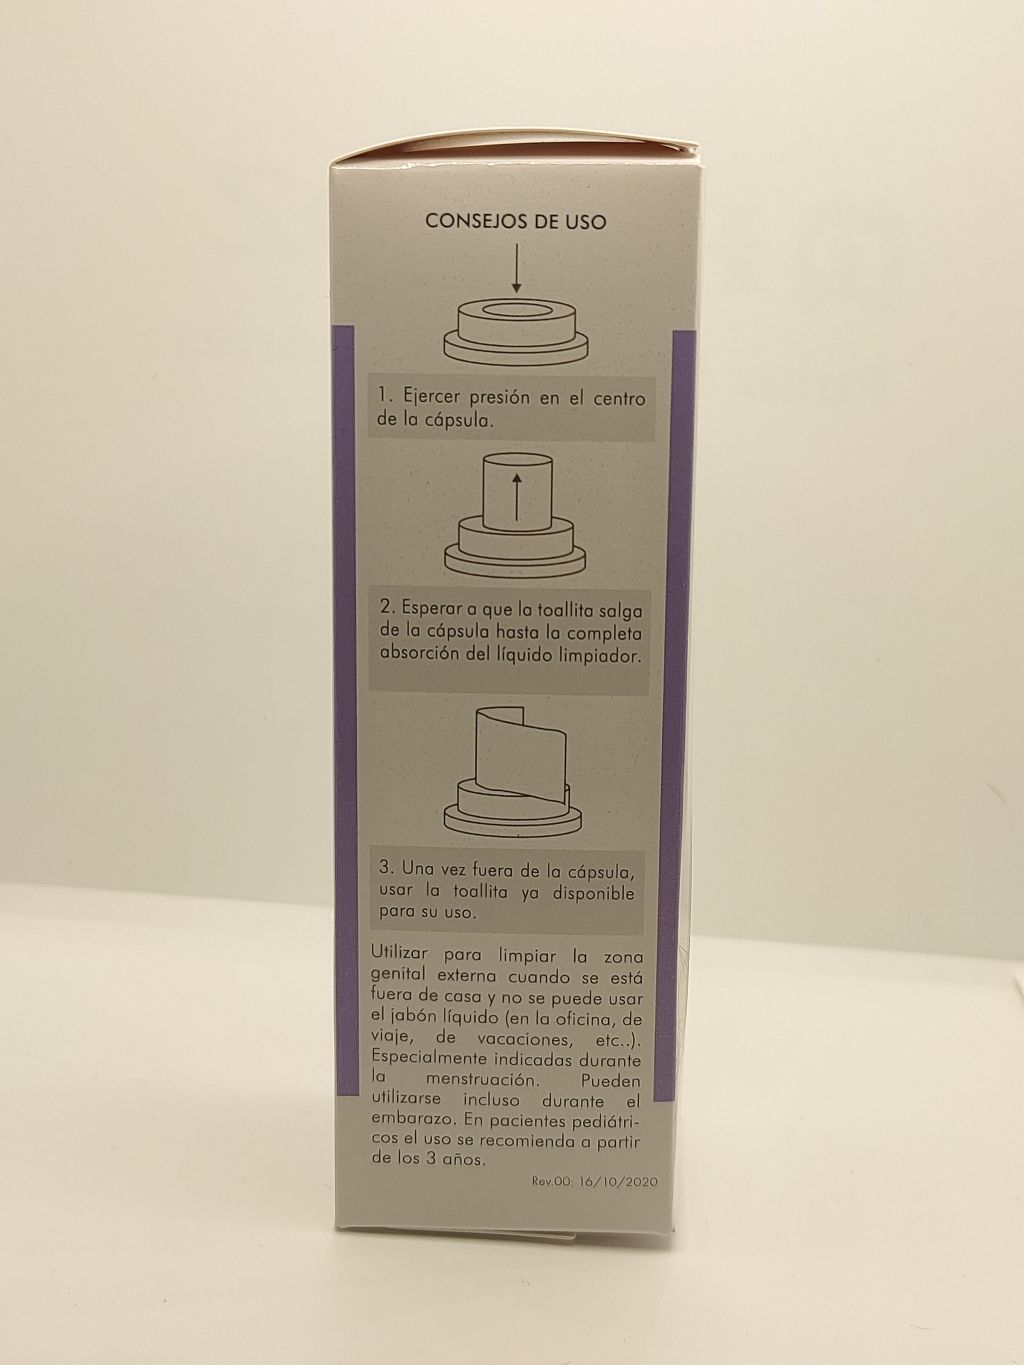 CONSEJOS DE USO
1. Ejercer presión en el centro
de la cápsula.
2. Esperar a que la toallita salga
de la cápsula hasta la completa
absorción del líquido limpiador.
3. Una vez fuera de la cápsula,
usar la toallita ya disponible
para su uso.
Utilizar para limpiar la zona
genital externa cuando se está
fuera de casa y no se puede usar
el jabón líquido (en la oficina, de
viaje, de vacaciones, etc..).
Especialmente indicadas durante
la menstruación. Pueden
utilizarse incluso durante el
embarazo. En pacientes pediátri-
cos el uso se recomienda a partir
de los 3 años.
Rev.00: 16/10/2020